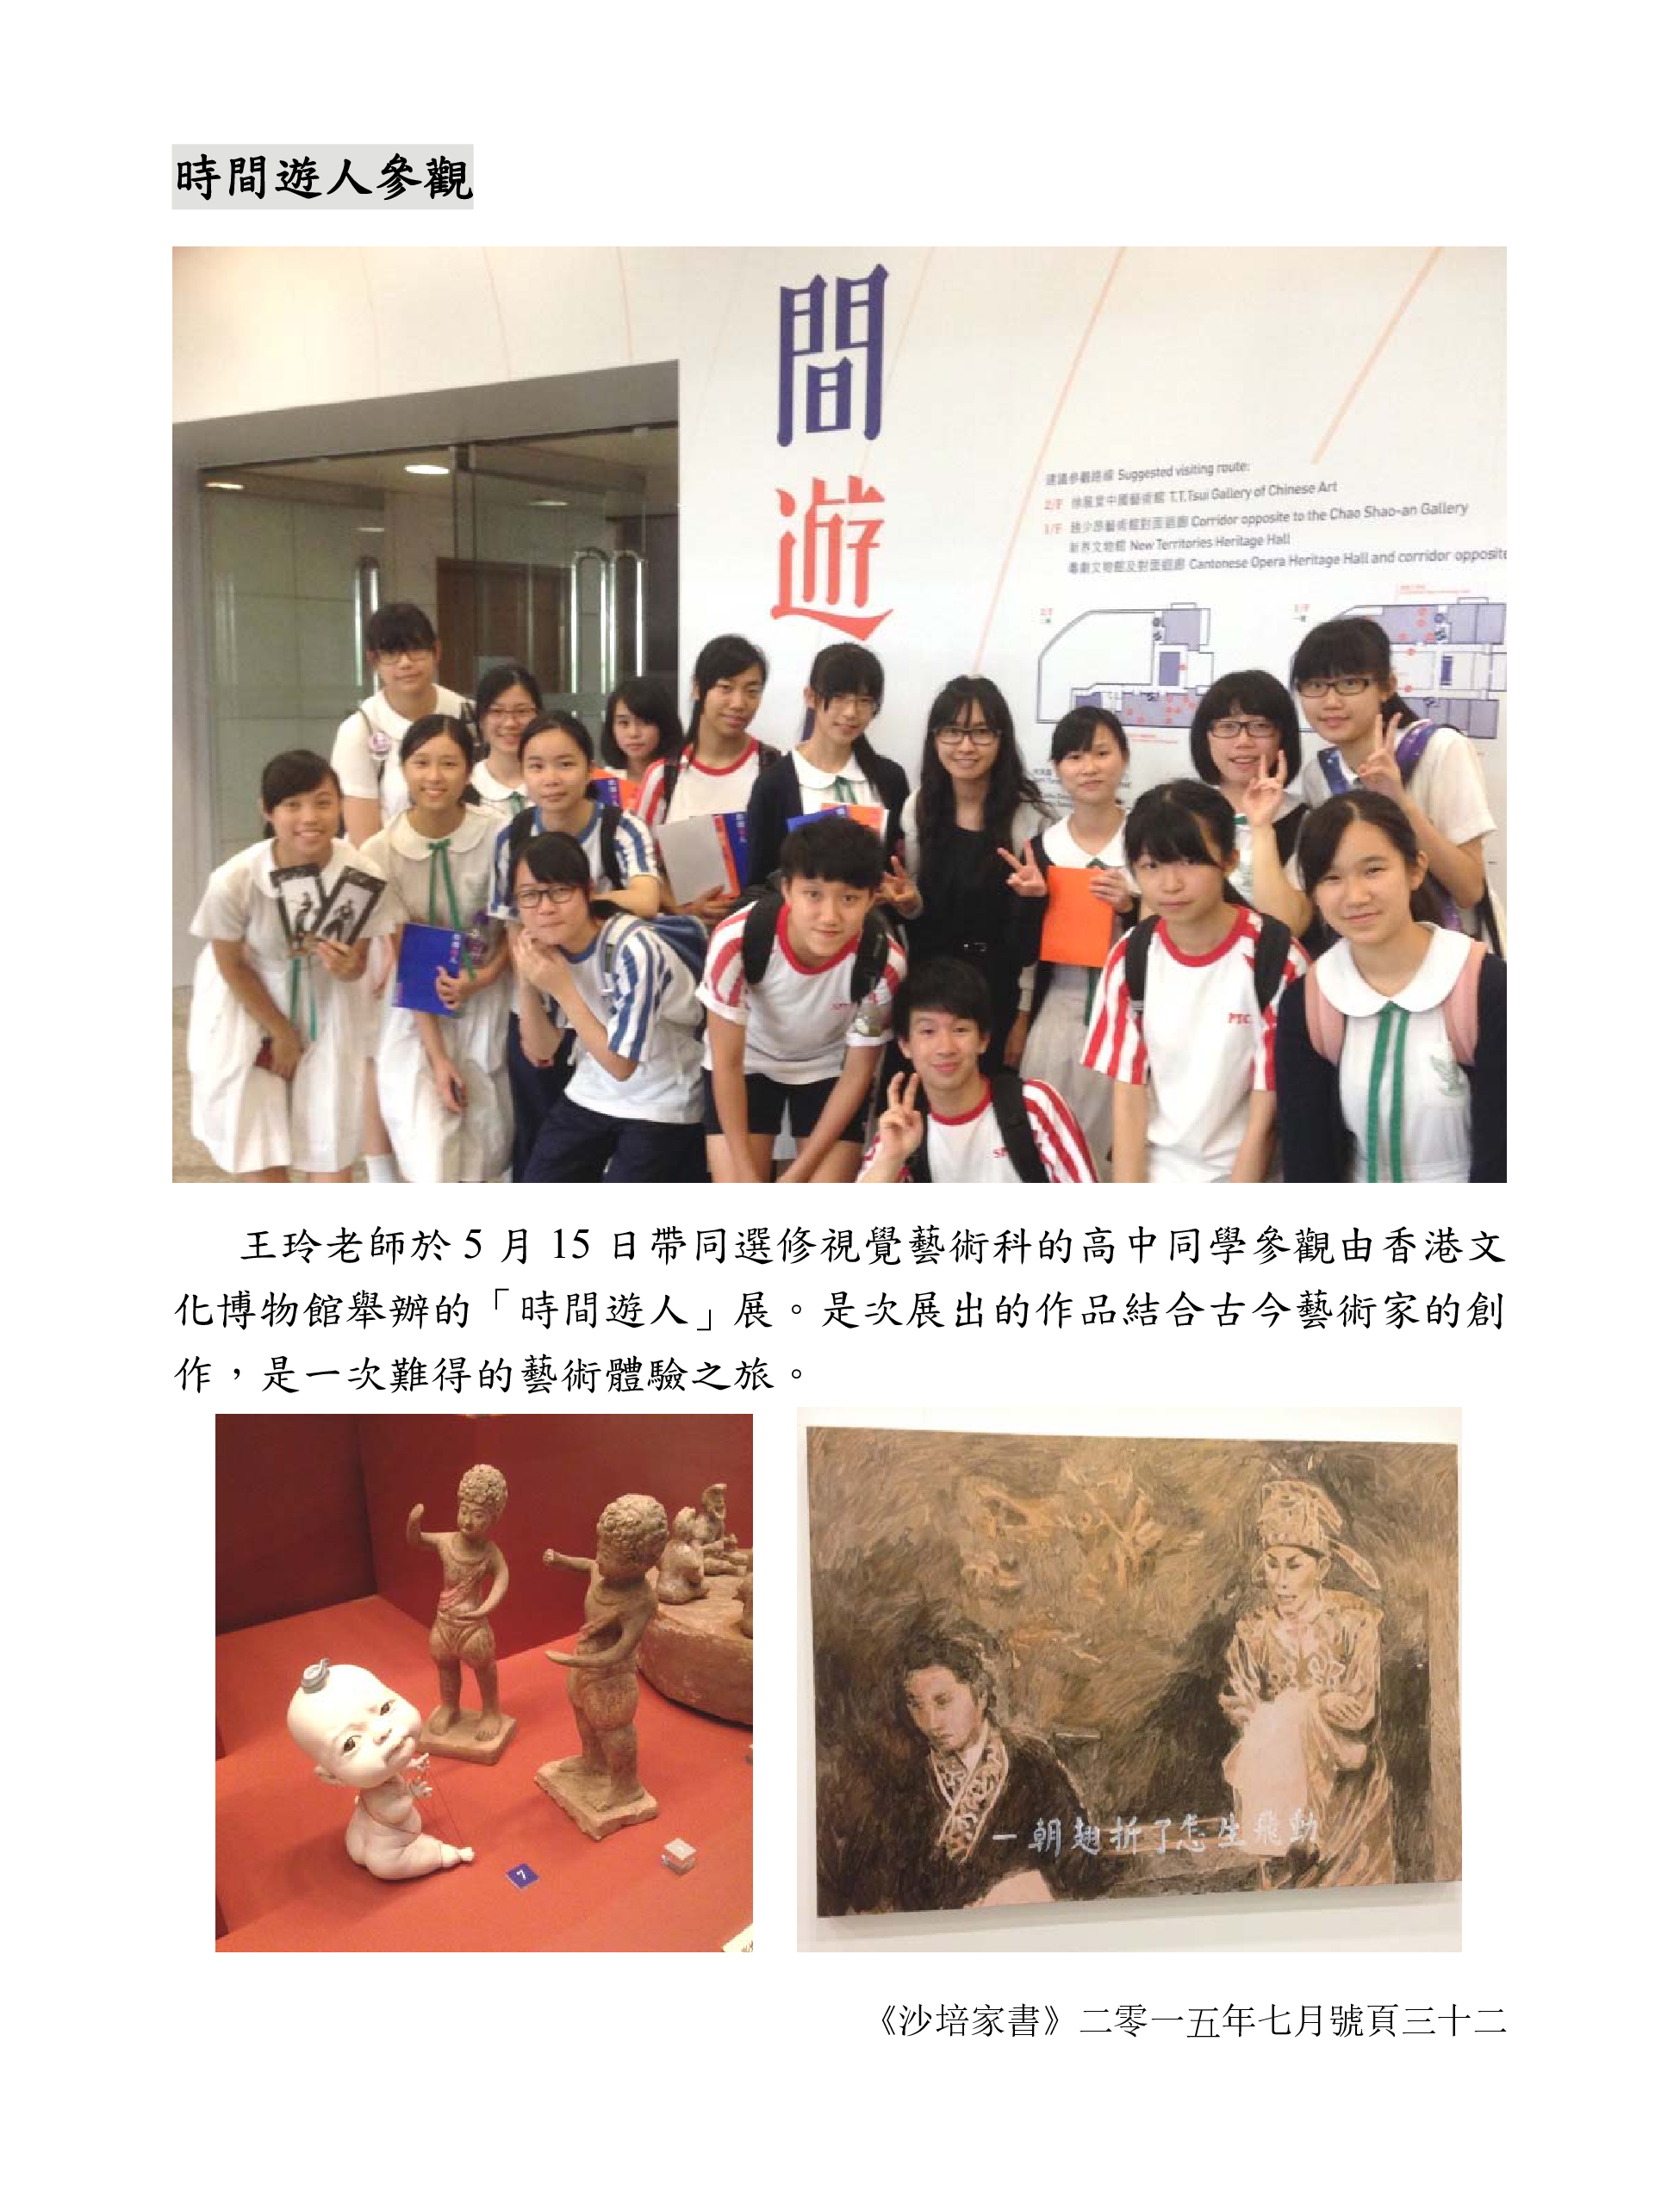 時間遊人參觀
間
遊
建議參觀路線 Suggested visiting route:
2/F 徐展堂中國藝術館 T.T.Tsui Gallery of Chinese Art
1/F 趙少昂藝術館對面迴廊 Corridor opposite to the Chao Shao-an Gallery
新界文物館 New Territories Heritage Hall
粵劇文物館及對面迴廊 Cantonese Opera Heritage Hall and corridor opposite
2/F
1/F
PTC
王玲老師於 5 月 15 日帶同選修視覺藝術科的高中同學參觀由香港文
化博物館舉辦的「時間遊人」展。是次展出的作品結合古今藝術家的創
作，是一次難得的藝術體驗之旅。
7
一朝翅折了怎生飛動
《沙培家書》二零一五年七月號頁三十二